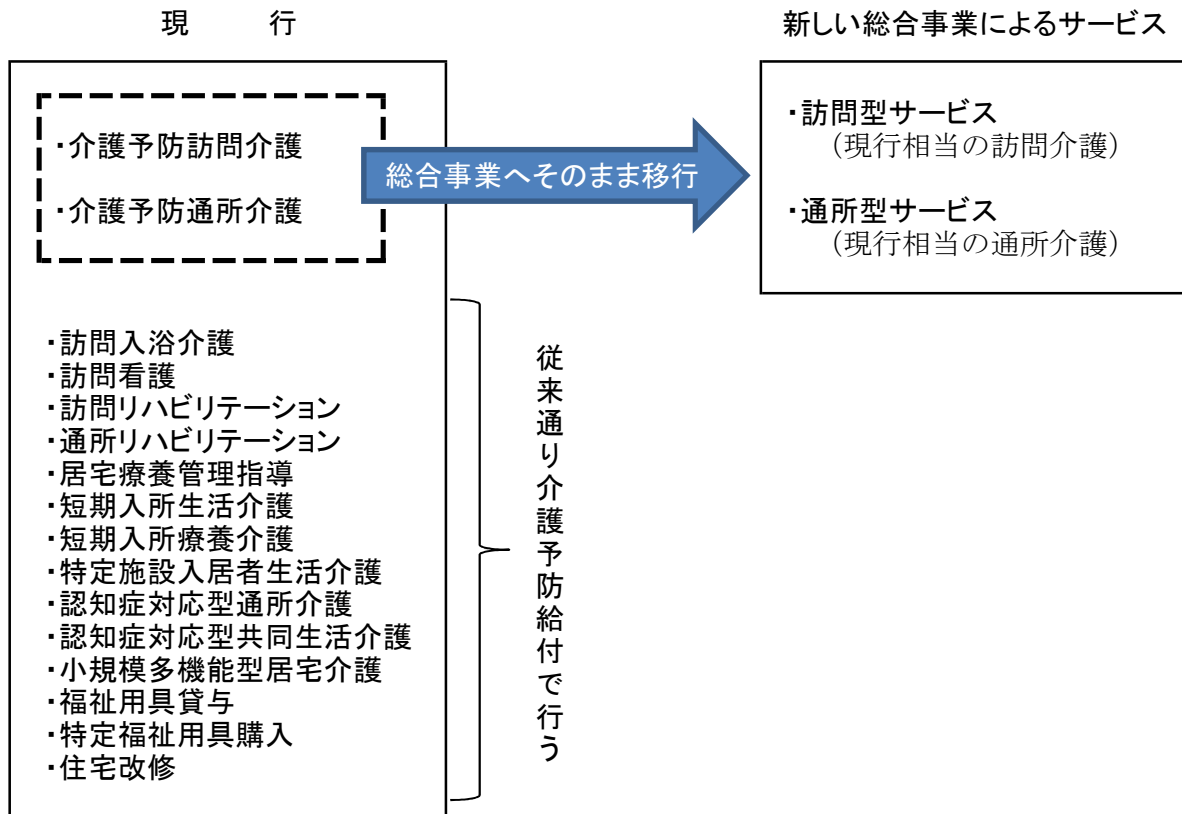 現　　行
・介護予防訪問介護
・介護予防通所介護
・訪問入浴介護
・訪問看護
・訪問リハビリテーション
・通所リハビリテーション
・居宅療養管理指導
・短期入所生活介護
・短期入所療養介護
・特定施設入居者生活介護
・認知症対応型通所介護
・認知症対応型共同生活介護
・小規模多機能型居宅介護
・福祉用具貸与
・特定福祉用具購入
・住宅改修
従来通り介護予防給付で行う
総合事業へそのまま移行
新しい総合事業によるサービス
・訪問型サービス
（現行相当の訪問介護）
・通所型サービス
（現行相当の通所介護）